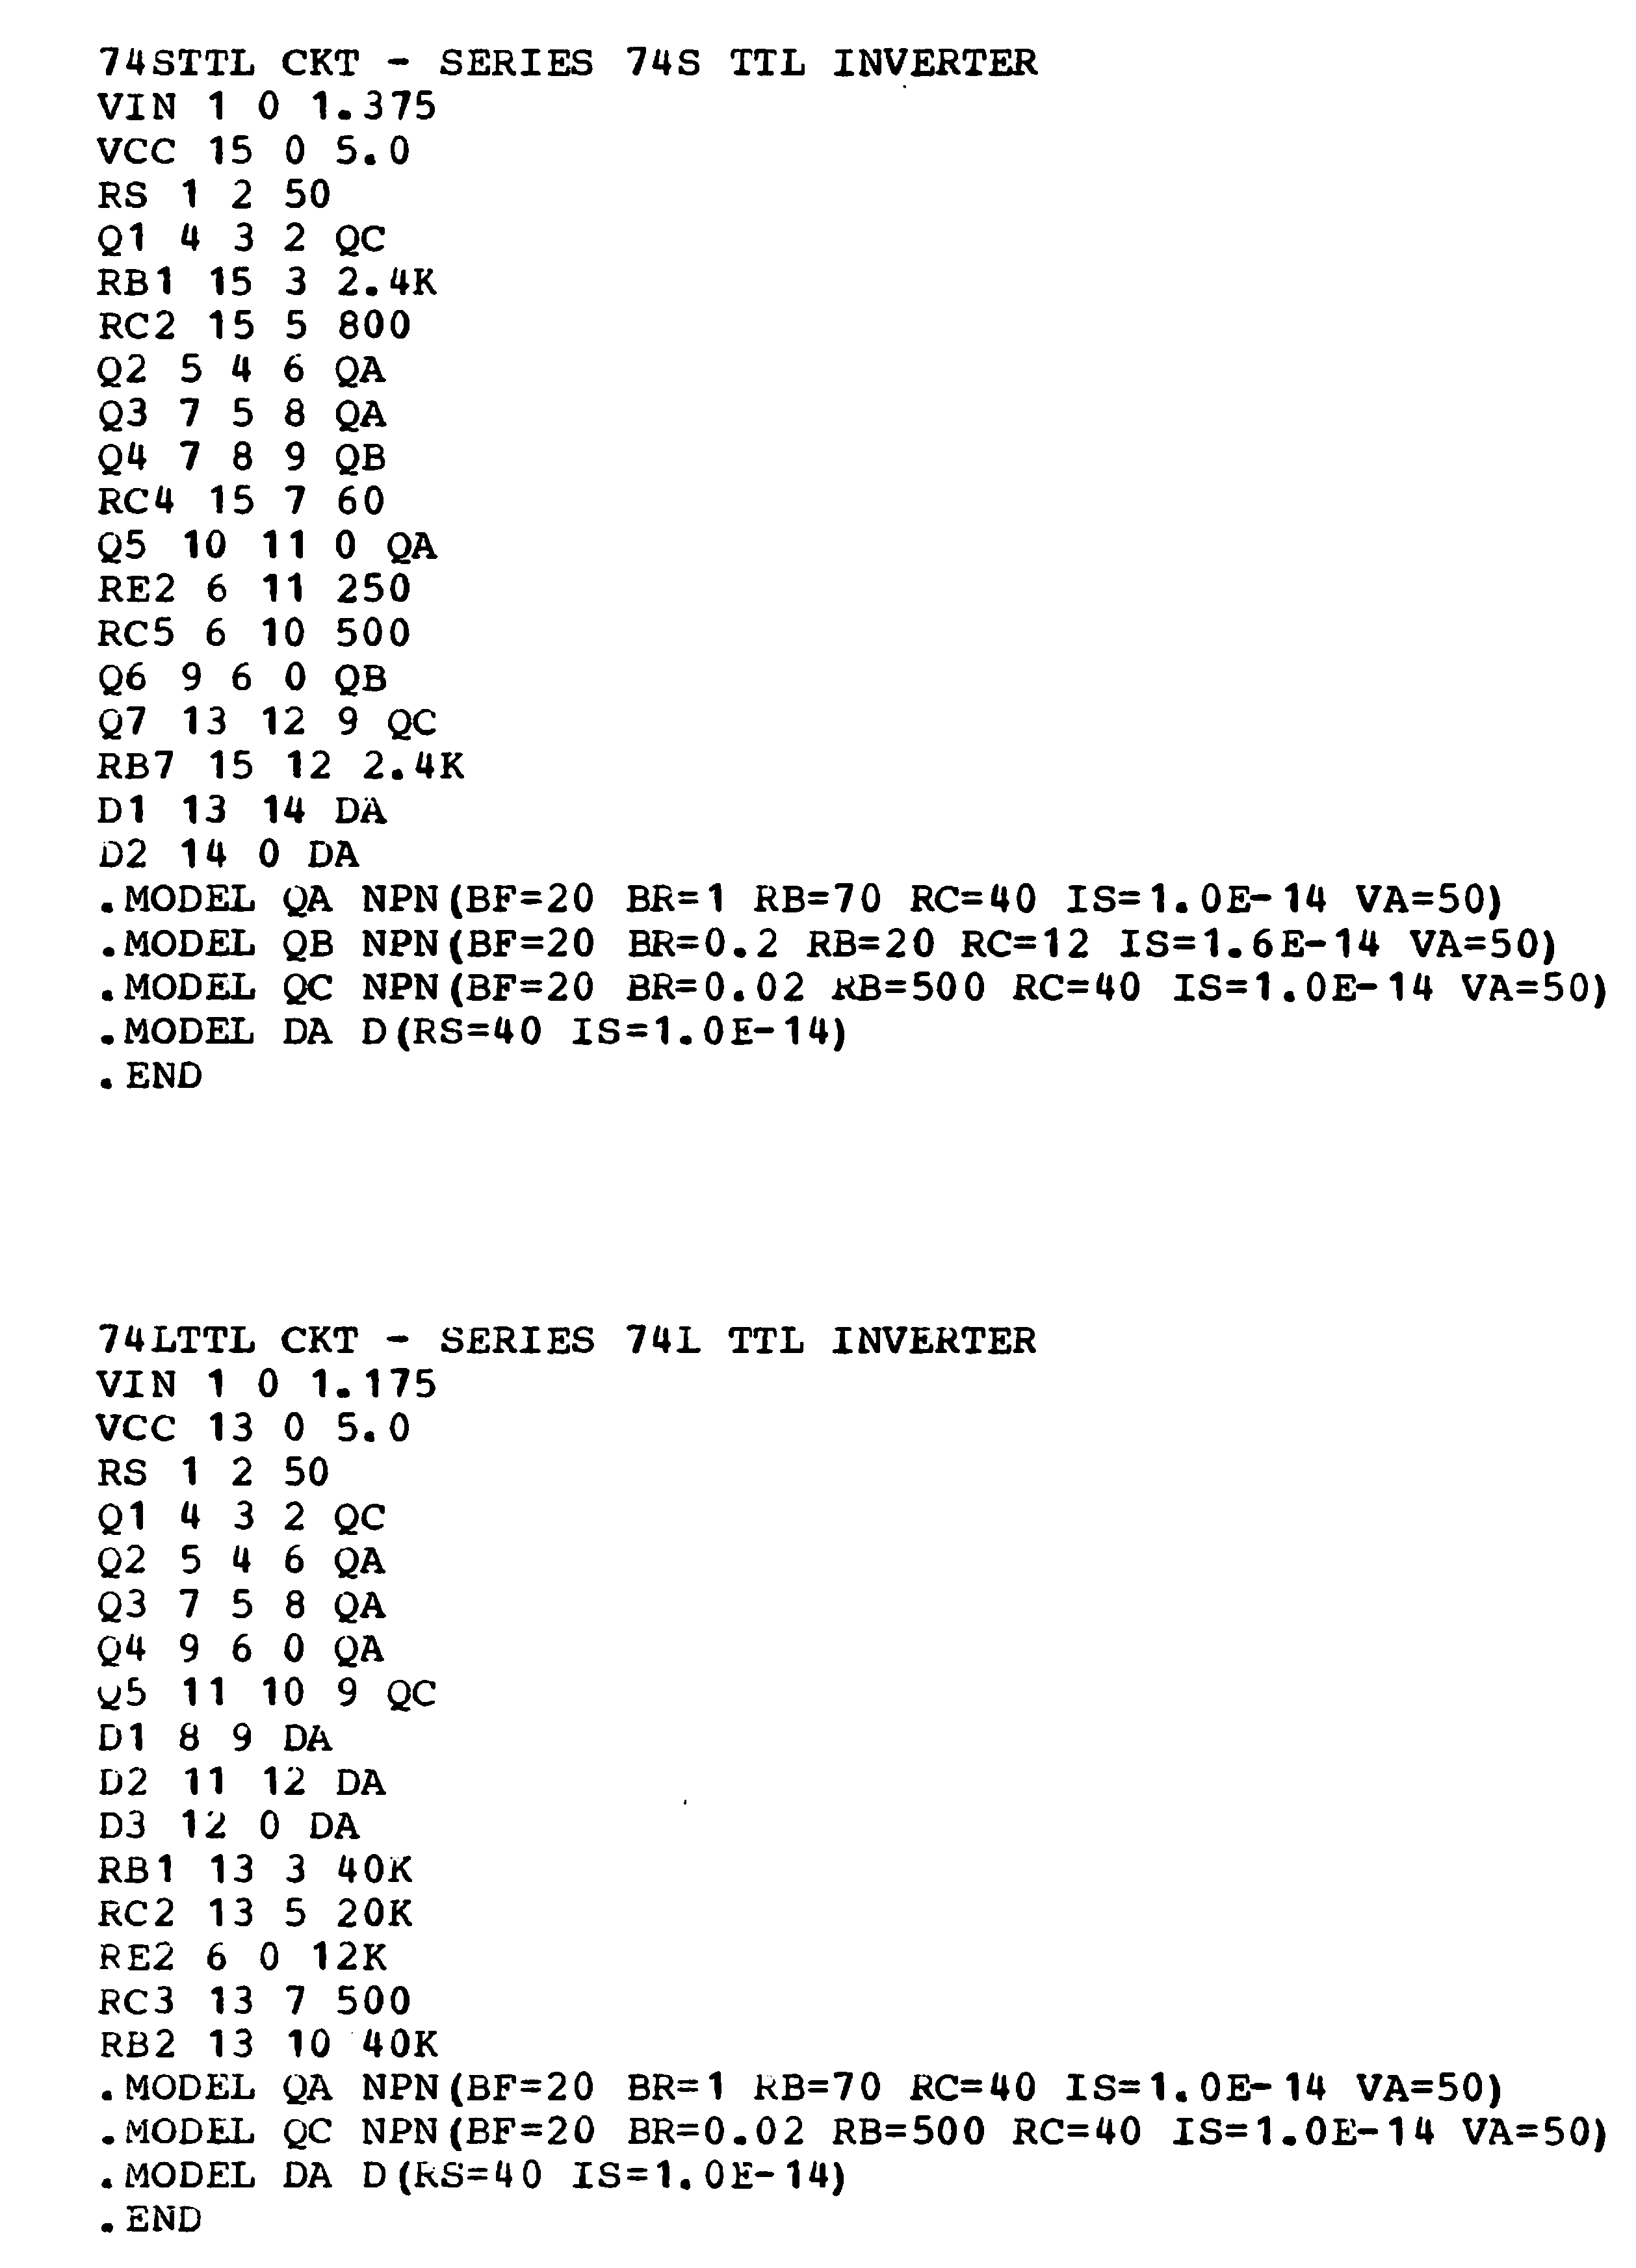 74STTL CKT - SERIES 74S TTL INVERTER
VIN 1 0 1.375
VCC 15 0 5.0
RS 1 2 50
Q1 4 3 2 QC
RB1 15 3 2.4K
RC2 15 5 800
Q2 5 4 6 QA
Q3 7 5 8 QA
Q4 7 8 9 QB
RC4 15 7 60
Q5 10 11 0 QA
RE2 6 11 250
RC5 6 10 500
Q6 9 6 0 QB
Q7 13 12 9 QC
RB7 15 12 2.4K
D1 13 14 DA
D2 14 0 DA
.MODEL QA NPN(BF=20 BR=1 RB=70 RC=40 IS=1.0E-14 VA=50)
.MODEL QB NPN(BF=20 BR=0.2 RB=20 RC=12 IS=1.6E-14 VA=50)
.MODEL QC NPN(BF=20 BR=0.02 RB=500 RC=40 IS=1.0E-14 VA=50)
.MODEL DA D(RS=40 IS=1.0E-14)
.END
74LTTL CKT - SERIES 74L TTL INVERTER
VIN 1 0 1.175
VCC 13 0 5.0
RS 1 2 50
Q1 4 3 2 QC
Q2 5 4 6 QA
Q3 7 5 8 QA
Q4 9 6 0 QA
Q5 11 10 9 QC
D1 8 9 DA
D2 11 12 DA
D3 12 0 DA
RB1 13 3 40K
RC2 13 5 20K
RE2 6 0 12K
RC3 13 7 500
RB2 13 10 40K
.MODEL QA NPN(BF=20 BR=1 RB=70 RC=40 IS=1.0E-14 VA=50)
.MODEL QC NPN(BF=20 BR=0.02 RB=500 RC=40 IS=1.0E-14 VA=50)
.MODEL DA D(RS=40 IS=1.0E-14)
.END